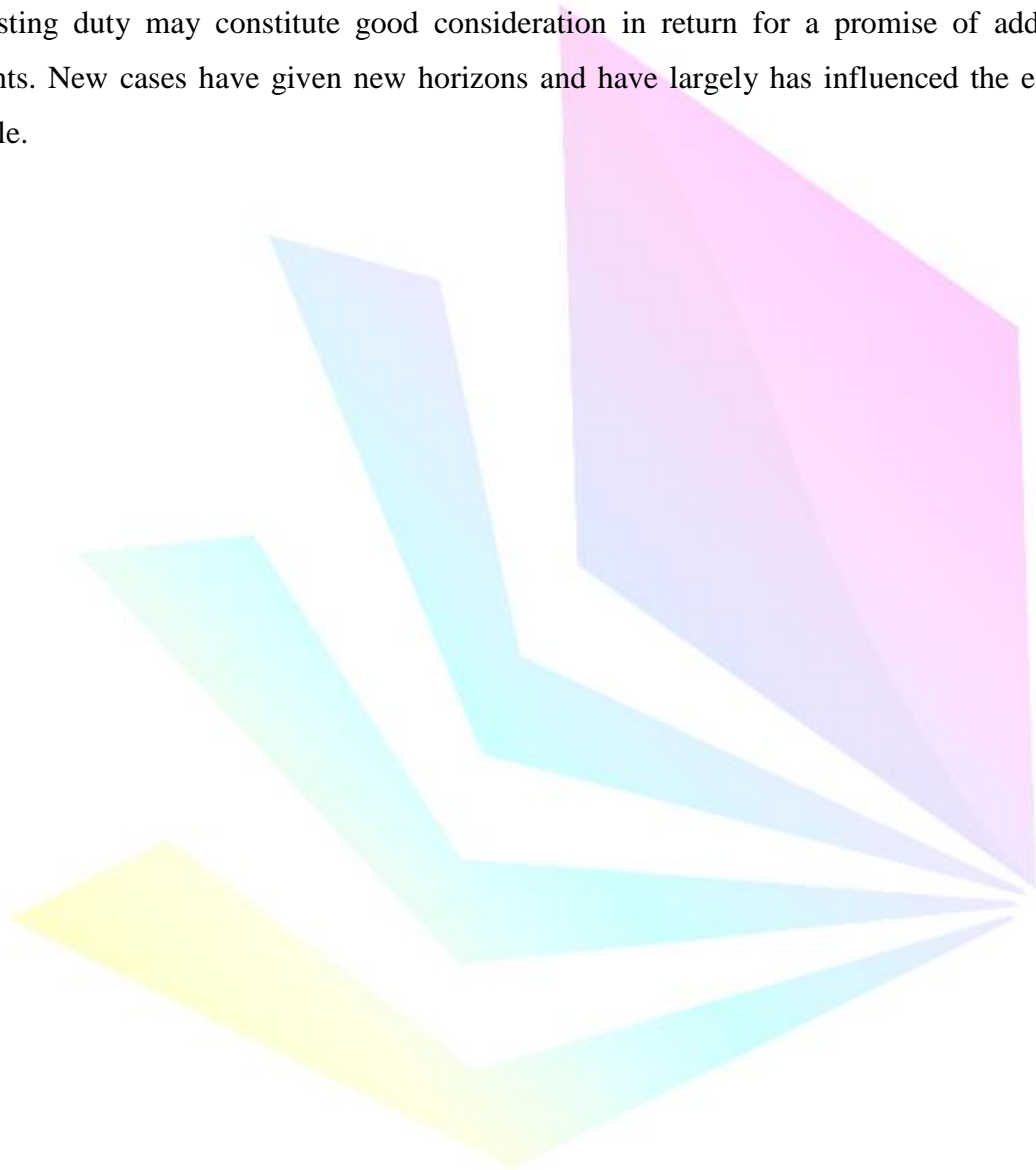 sting duty may constitute good consideration in return for a promise of add
nts. New cases have given new horizons and have largely has influenced the e
le.